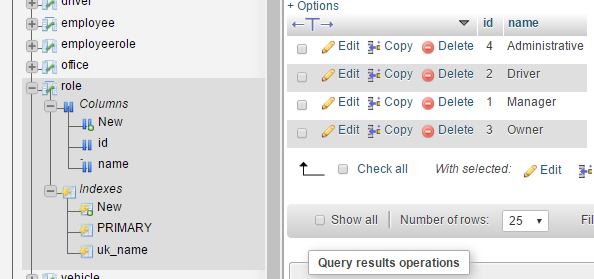 driver
employee
employeerole
office
role
Columns
New
id
name
Indexes
New
PRIMARY
uk_name
vehicle
+ Options
id name
Edit Copy Delete 4 Administrative
Edit Copy Delete 2 Driver
Edit Copy Delete 1 Manager
Edit Copy Delete 3 Owner
Check all With selected: Edit
Show all Number of rows: 25 Fil
Query results operations